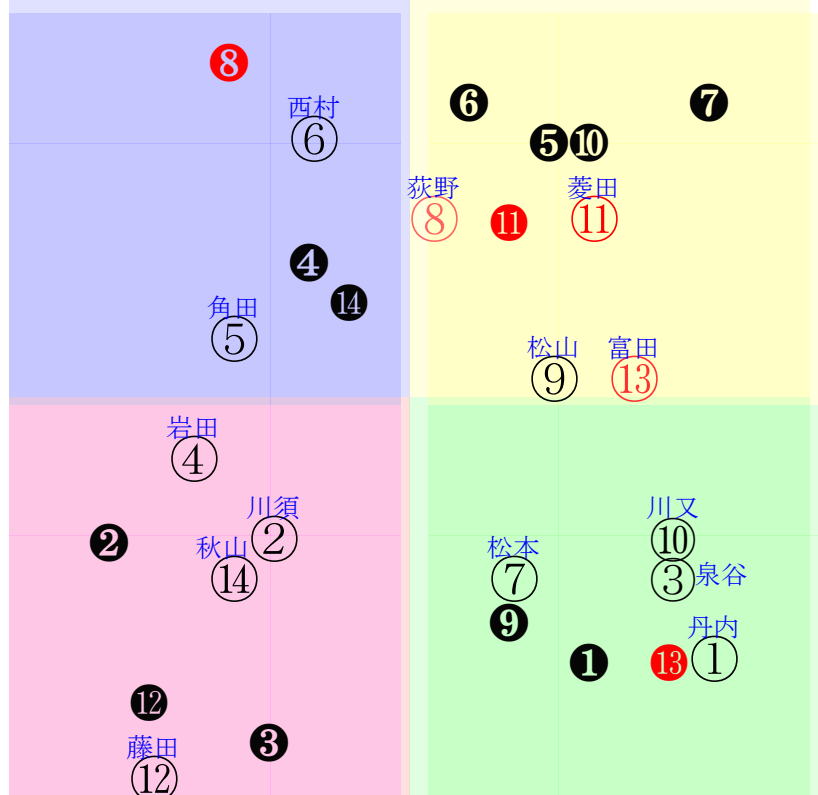 ❽
西村
⑥
❻
❼
❺
❿
荻野
⑧
⓫
菱田
⑪
❹
⓮
角田
⑤
松山
⑨
富田
⑬
岩田
④
川須
②
川又
⑩
❷
秋山
⑭
松本
⑦
③泉谷
❾
丹内
①
❶
⓭
⓬
藤田
⑫
❸